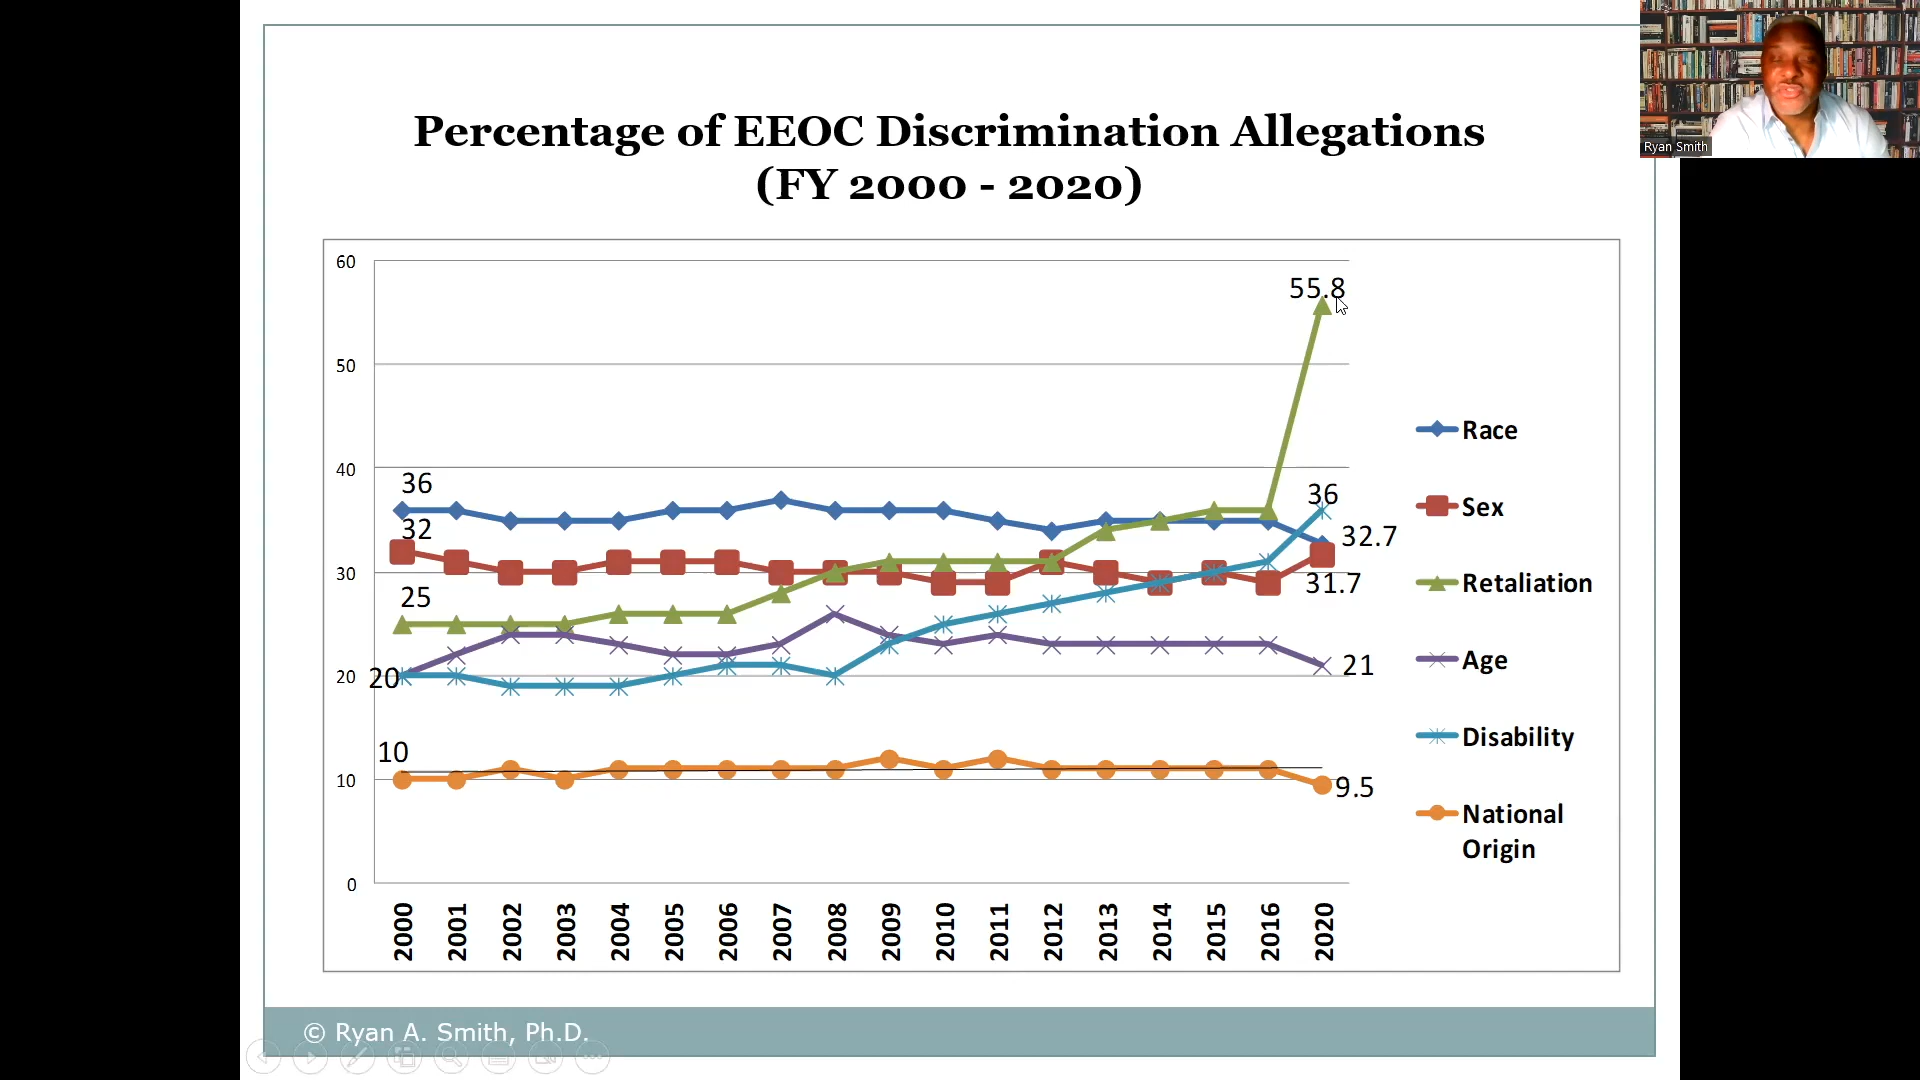 Percentage of EEOC Discrimination Allegations
(FY 2000 - 2020)
Ryan Smith
60
50
40
30
20
10
0
55.8
36
36
32
32.7
31.7
25
20
21
10
9.5
Race
Sex
Retaliation
Age
Disability
National
Origin
2000 2001 2002 2003 2004 2005 2006 2007 2008 2009 2010 2011 2012 2013 2014 2015 2016 2020
© Ryan A. Smith, Ph.D.